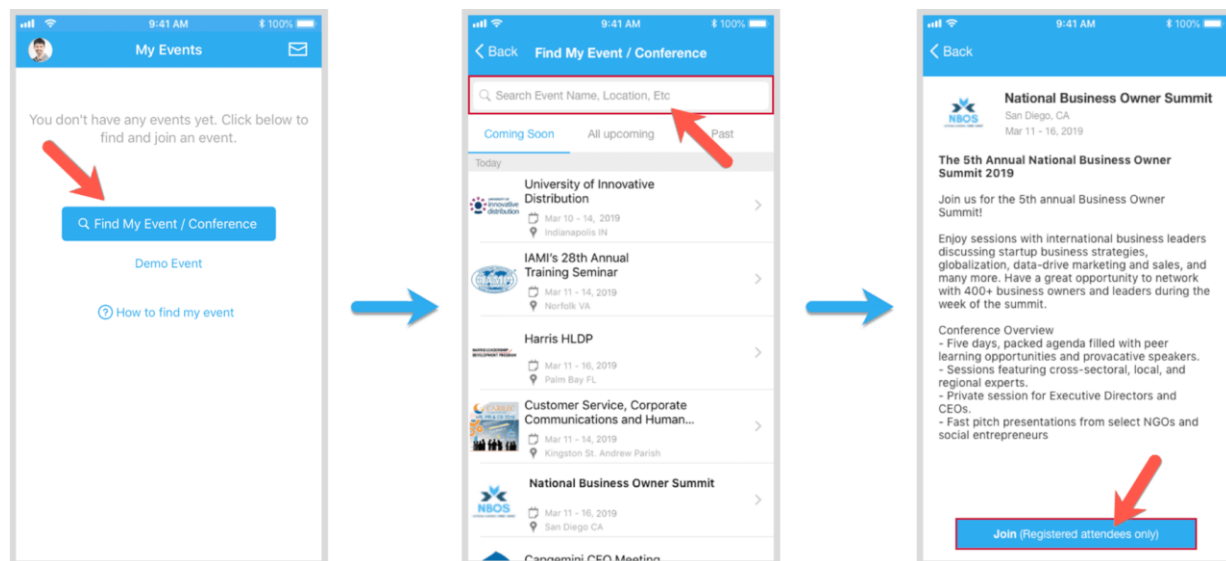 9:41 AM
100%
My Events
You don't have any events yet. Click below to
find and join an event.
Find My Event / Conference
Demo Event
? How to find my event
9:41 AM
100%
Back
Find My Event / Conference
Search Event Name, Location, Etc
Coming Soon
All upcoming
Past
Today
University of Innovative
Distribution
UNIVERSITY OF
innovative
distribution
Mar 10 - 14, 2019
Indianapolis IN
IAMI's 28th Annual
Training Seminar
IAMI
Mar 11 - 14, 2019
Norfolk VA
Harris HLDP
Mar 11 - 16, 2019
Palm Bay FL
Customer Service, Corporate
Communications and Human...
Mar 11 - 14, 2019
Kingston St. Andrew Parish
National Business Owner Summit
NBOS
Mar 11 - 16, 2019
San Diego CA
Capgemini CFO Meeting
9:41 AM
100%
Back
NBOS
National Business Owner Summit
San Diego, CA
Mar 11 - 16, 2019
The 5th Annual National Business Owner
Summit 2019
Join us for the 5th annual Business Owner
Summit!
Enjoy sessions with international business leaders
discussing startup business strategies,
globalization, data-drive marketing and sales, and
many more. Have a great opportunity to network
with 400+ business owners and leaders during the
week of the summit.
Conference Overview
- Five days, packed agenda filled with peer
learning opportunities and provacative speakers.
- Sessions featuring cross-sectoral, local, and
regional experts.
- Private session for Executive Directors and
CEOs.
- Fast pitch presentations from select NGOs and
social entrepreneurs
Join (Registered attendees only)